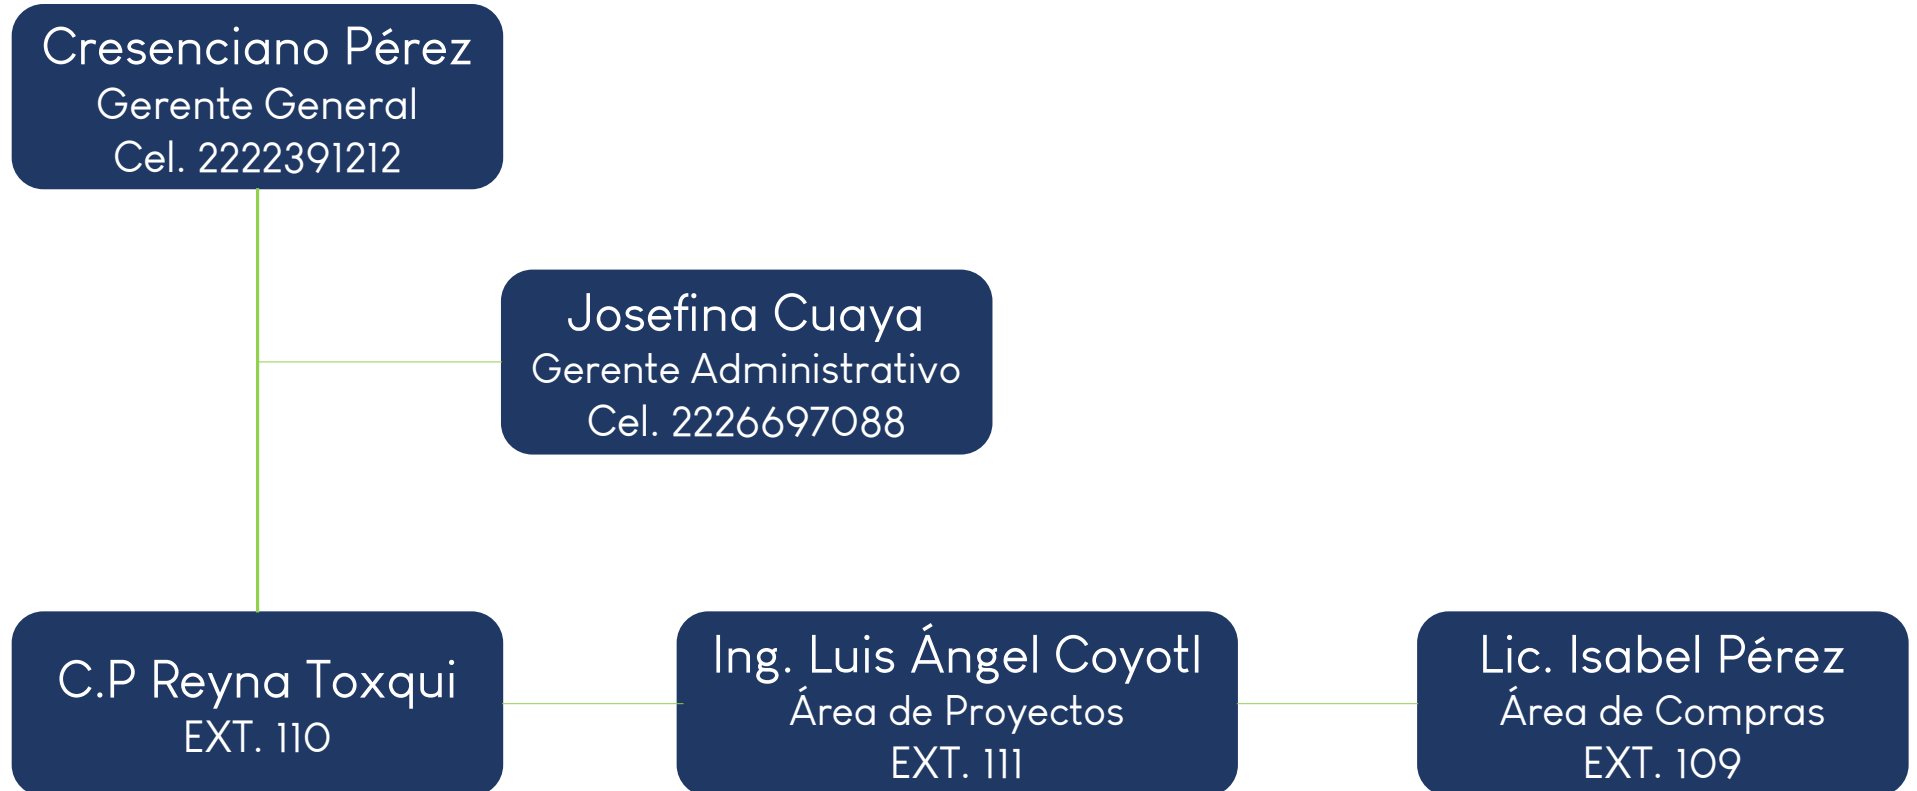 Cresenciano Pérez
Gerente General
Cel. 2222391212
Josefina Cuaya
Gerente Administrativo
Cel. 2226697088
C.P Reyna Toxqui
EXT. 110
Ing. Luis Ángel Coyotl
Área de Proyectos
EXT. 111
Lic. Isabel Pérez
Área de Compras
EXT. 109